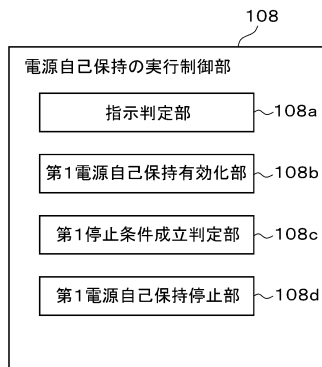 108
電源自己保持の実行制御部
指示判定部
108a
第1電源自己保持有効化部
108b
第1停止条件成立判定部
108c
第1電源自己保持停止部
108d